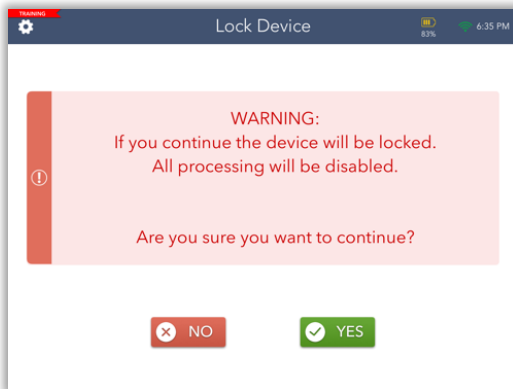 TRAINING
Lock Device
83%
6:35 PM
WARNING:
If you continue the device will be locked.
All processing will be disabled.
Are you sure you want to continue?
NO
YES